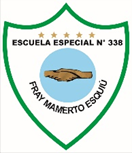 ESCUELA ESPECIAL N° 338
FRAY MAMERTO ESQUIÚ